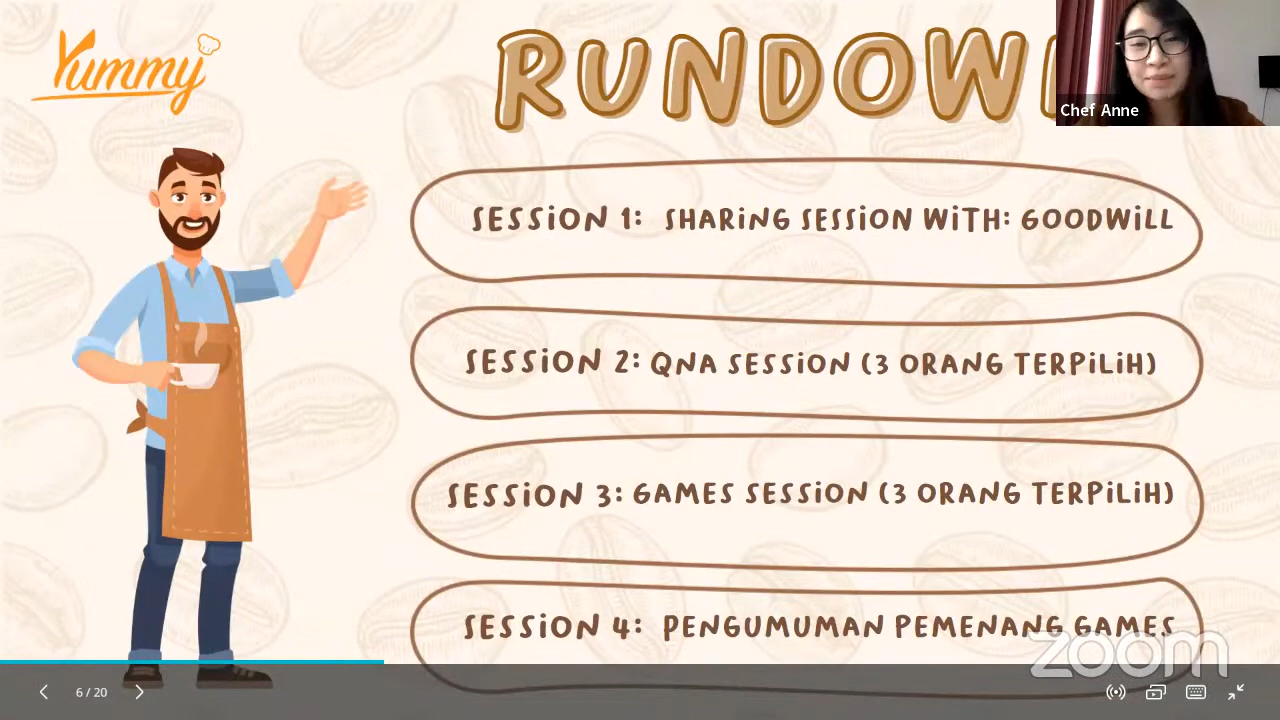 Yummy
RUNDOW
Chef Anne
SESSION 1: SHARING SESSION WITH: GOODWILL
SESSION 2: QNA SESSION (3 ORANG TERPILIH)
SESSION 3: GAMES SESSION (3 ORANG TERPILIH)
SESSION 4: PENGUMUMAN PEMENANG GAMES
zoom
6 / 20